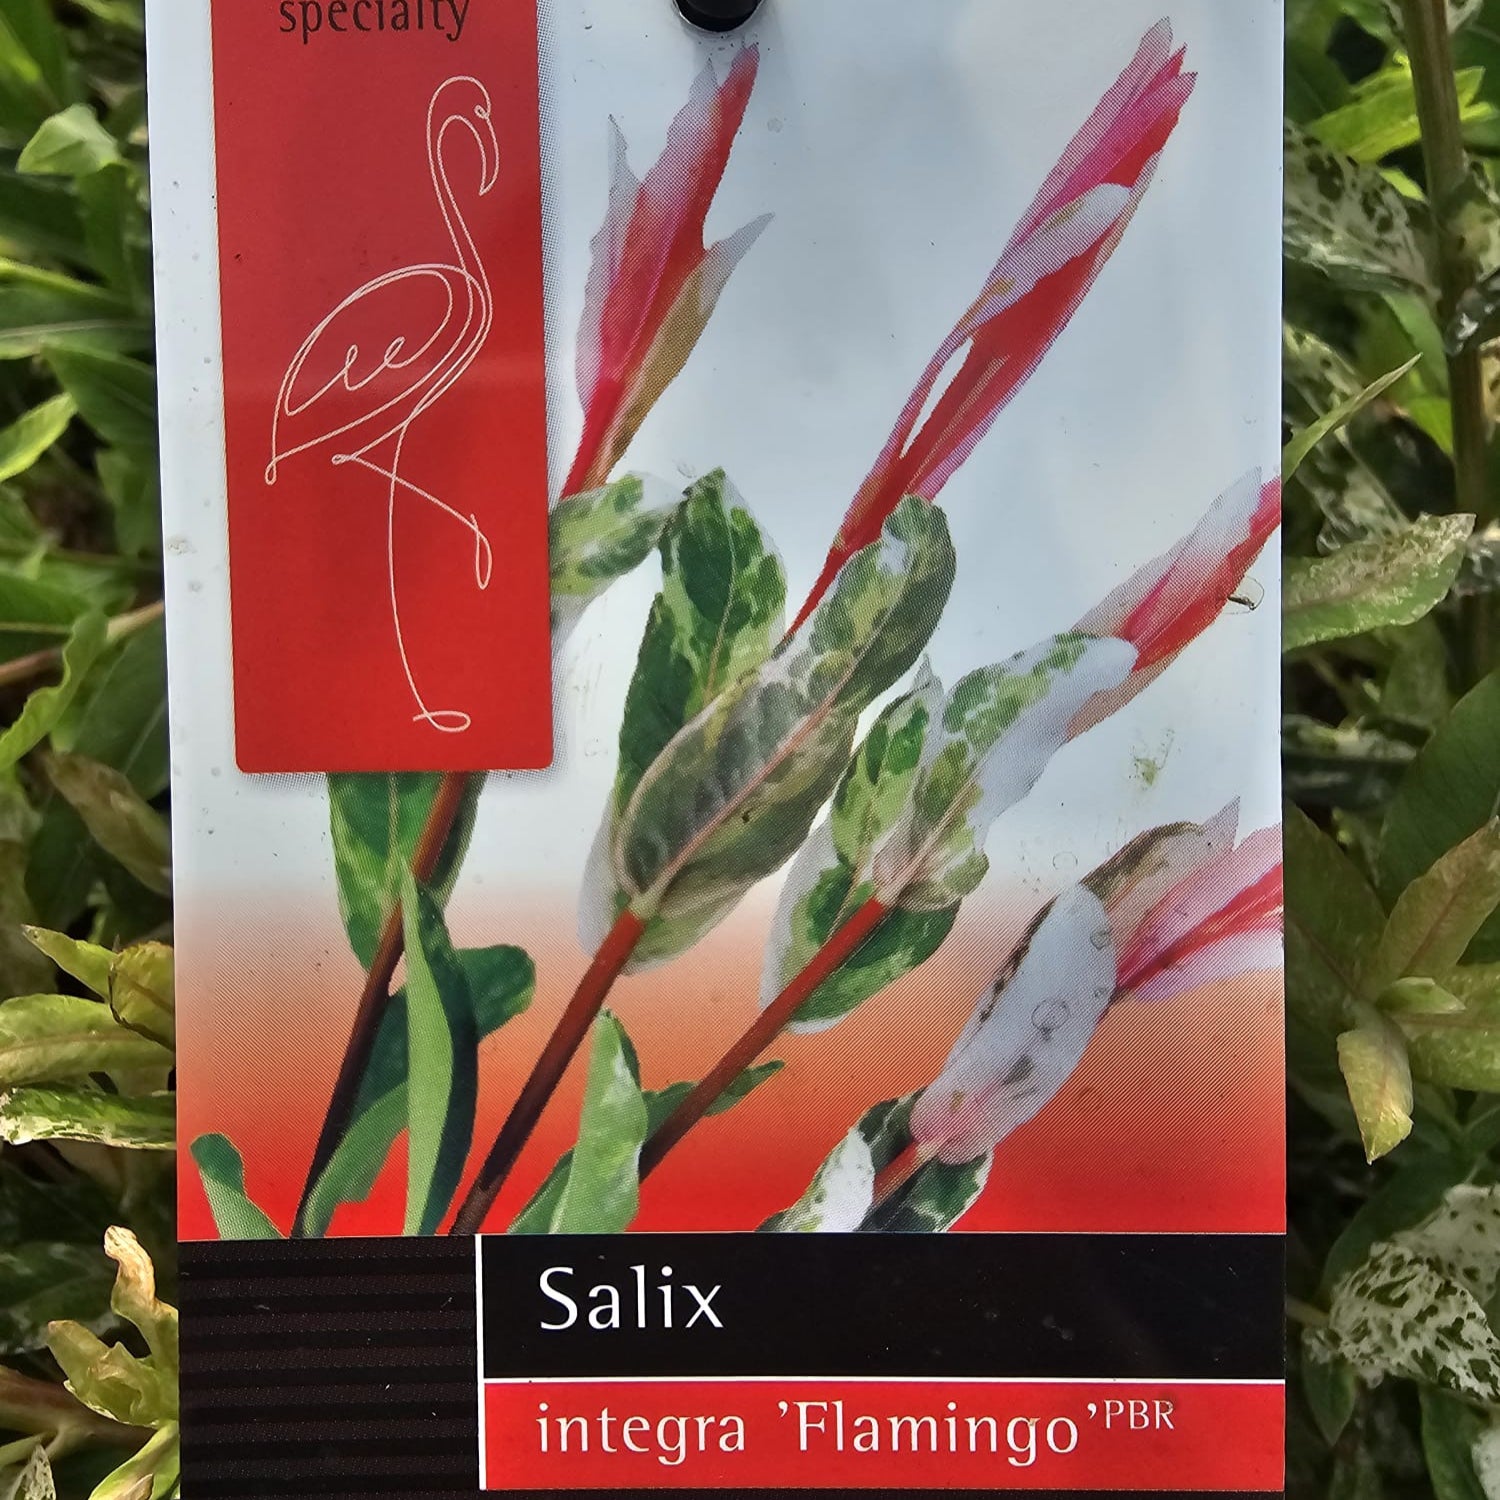 specialty
Salix
integra 'Flamingo'PBR